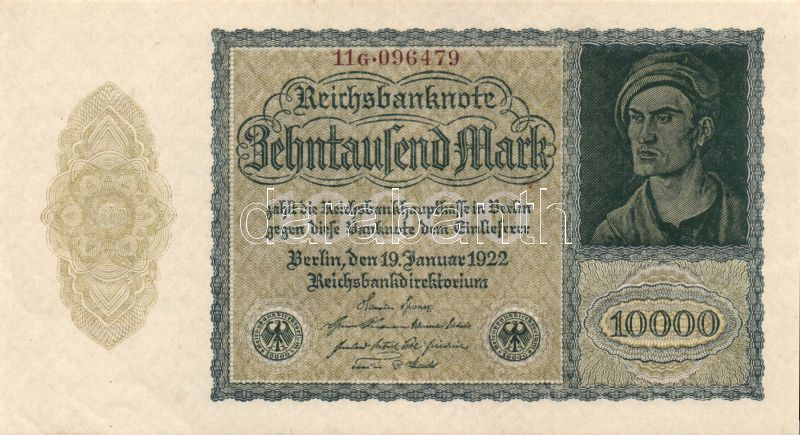 11G·096479
Reichsbanknote
Zehntausend Mark
zahlt die Reichsbankhauptkasse in Berlin
gegen diese Banknote dem Einlieferer
Berlin, den 19. Januar 1922
Reichsbankdirektorium
10000
darabanth